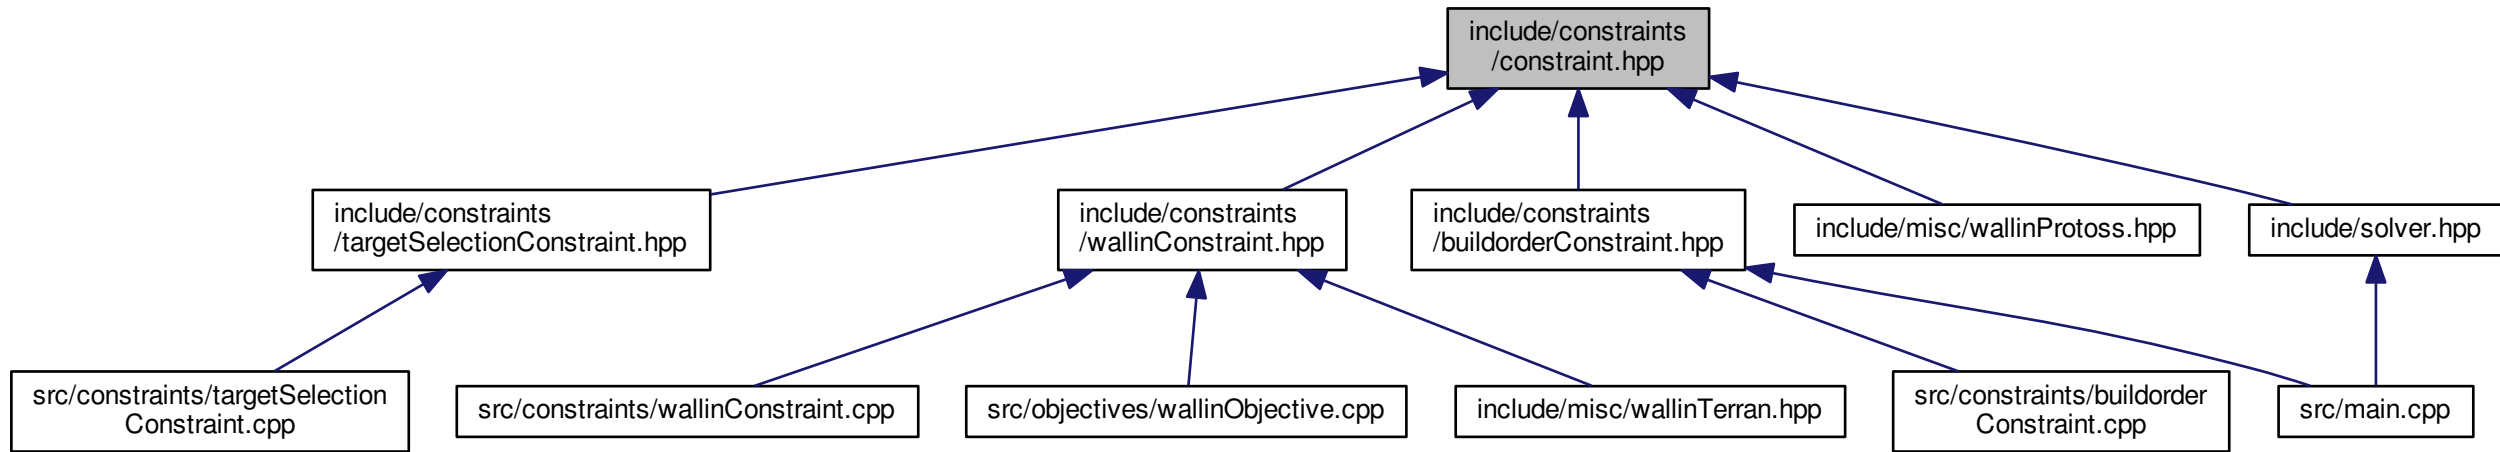 include/constraints
/constraint.hpp
include/constraints
/targetSelectionConstraint.hpp
include/constraints
/wallinConstraint.hpp
include/constraints
/buildorderConstraint.hpp
include/misc/wallinProtoss.hpp
include/solver.hpp
src/constraints/targetSelection
Constraint.cpp
src/constraints/wallinConstraint.cpp
src/objectives/wallinObjective.cpp
include/misc/wallinTerran.hpp
src/constraints/buildorder
Constraint.cpp
src/main.cpp